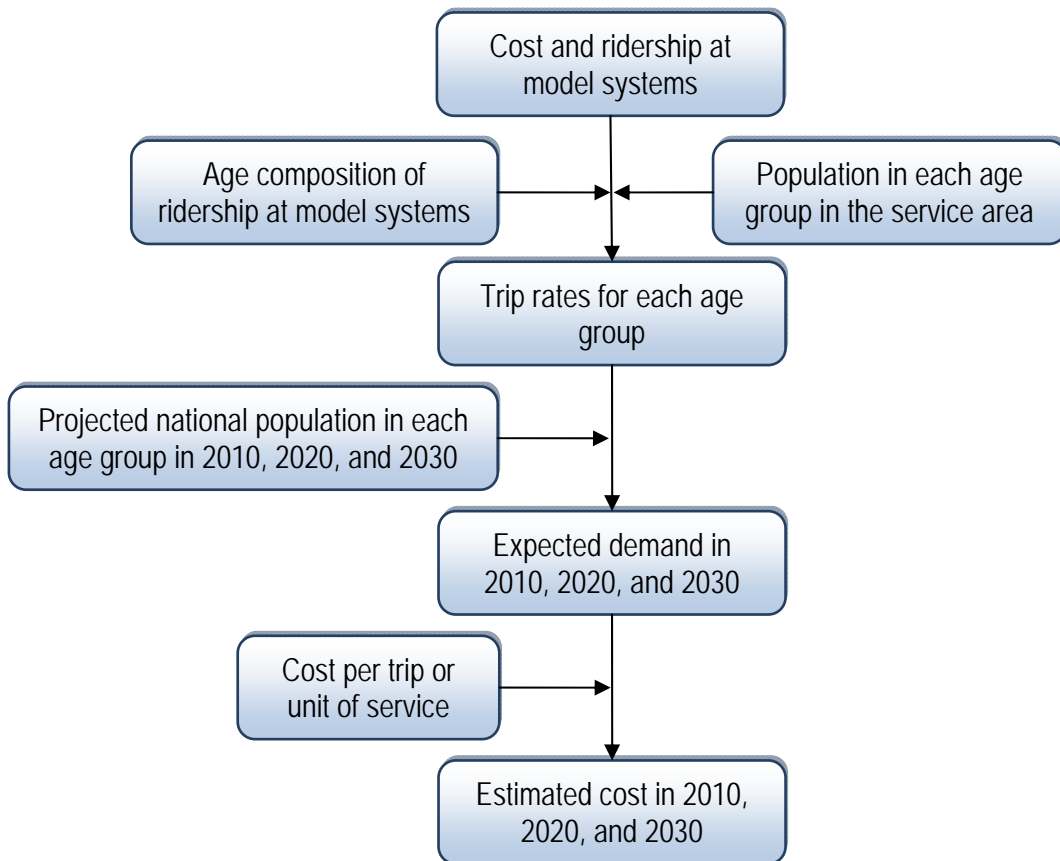 Cost and ridership at
model systems
Age composition of
ridership at model systems
Population in each age
group in the service area
Trip rates for each age
group
Projected national population in each
age group in 2010, 2020, and 2030
Expected demand in
2010, 2020, and 2030
Cost per trip or
unit of service
Estimated cost in 2010,
2020, and 2030